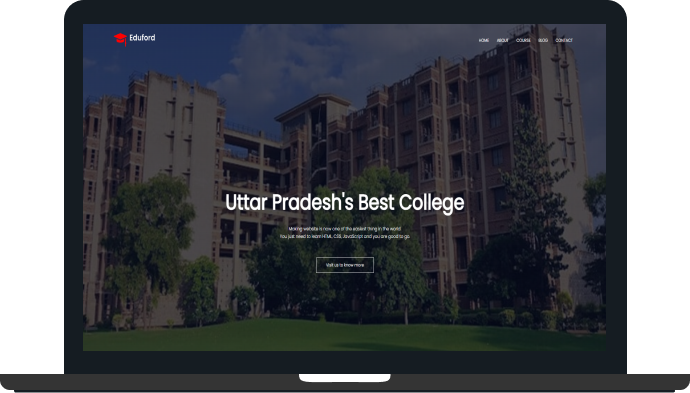 Eduford
HOME ABOUT COURSE BLOG CONTACT
Uttar Pradesh's Best College
Making website is now one of the easiest thing in the world
You just need to learn HTML, CSS, JavaScript and you are good to go.
Visit us to know more